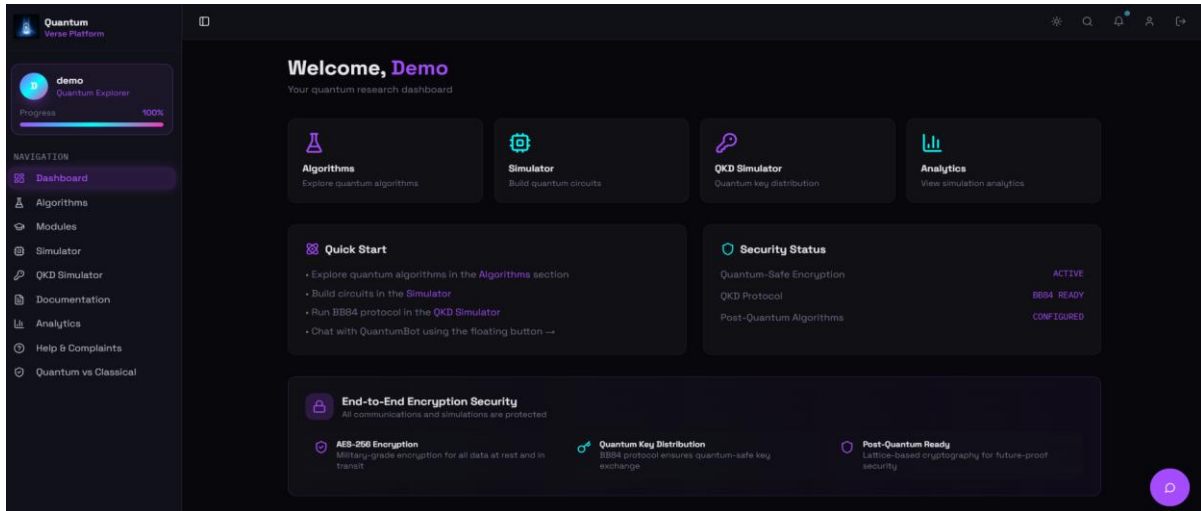 Quantum
Verse Platform
D
demo
Quantum Explorer
Progress 100%
NAVIGATION
Dashboard
Algorithms
Modules
Simulator
QKD Simulator
Documentation
Analytics
Help & Complaints
Quantum vs Classical
Welcome, Demo
Your quantum research dashboard
Algorithms
Explore quantum algorithms
Simulator
Build quantum circuits
QKD Simulator
Quantum key distribution
Analytics
View simulation analytics
Quick Start
• Explore quantum algorithms in the Algorithms section
• Build circuits in the Simulator
• Run BB84 protocol in the QKD Simulator
• Chat with QuantumBot using the floating button →
Security Status
Quantum-Safe Encryption ACTIVE
QKD Protocol BB84 READY
Post-Quantum Algorithms CONFIGURED
End-to-End Encryption Security
All communications and simulations are protected
AES-256 Encryption
Military-grade encryption for all data at rest and in
transit
Quantum Key Distribution
BB84 protocol ensures quantum-safe key
exchange
Post-Quantum Ready
Lattice-based cryptography for future-proof
security